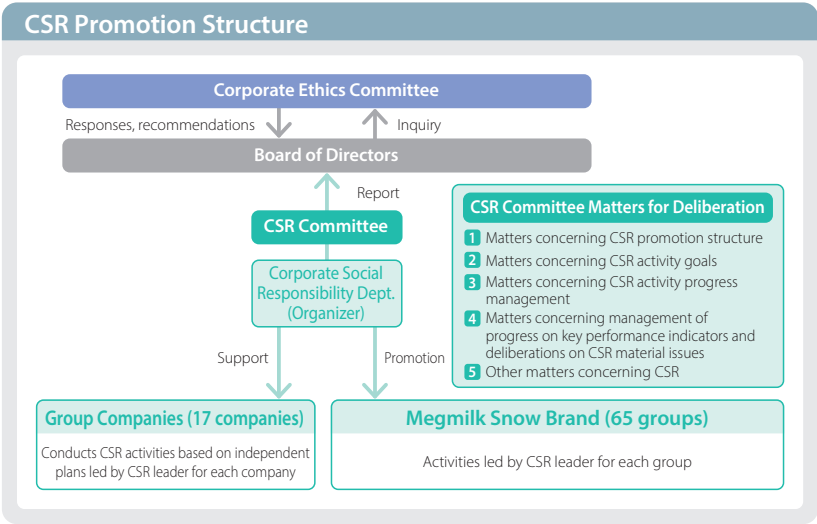 CSR Promotion Structure
Corporate Ethics Committee
Responses, recommendations
Inquiry
Board of Directors
Report
CSR Committee
Corporate Social
Responsibility Dept.
(Organizer)
CSR Committee Matters for Deliberation
1 Matters concerning CSR promotion structure
2 Matters concerning CSR activity goals
3 Matters concerning CSR activity progress
management
4 Matters concerning management of
progress on key performance indicators and
deliberations on CSR material issues
5 Other matters concerning CSR
Support
Promotion
Group Companies (17 companies)
Conducts CSR activities based on independent
plans led by CSR leader for each company
Megmilk Snow Brand (65 groups)
Activities led by CSR leader for each group